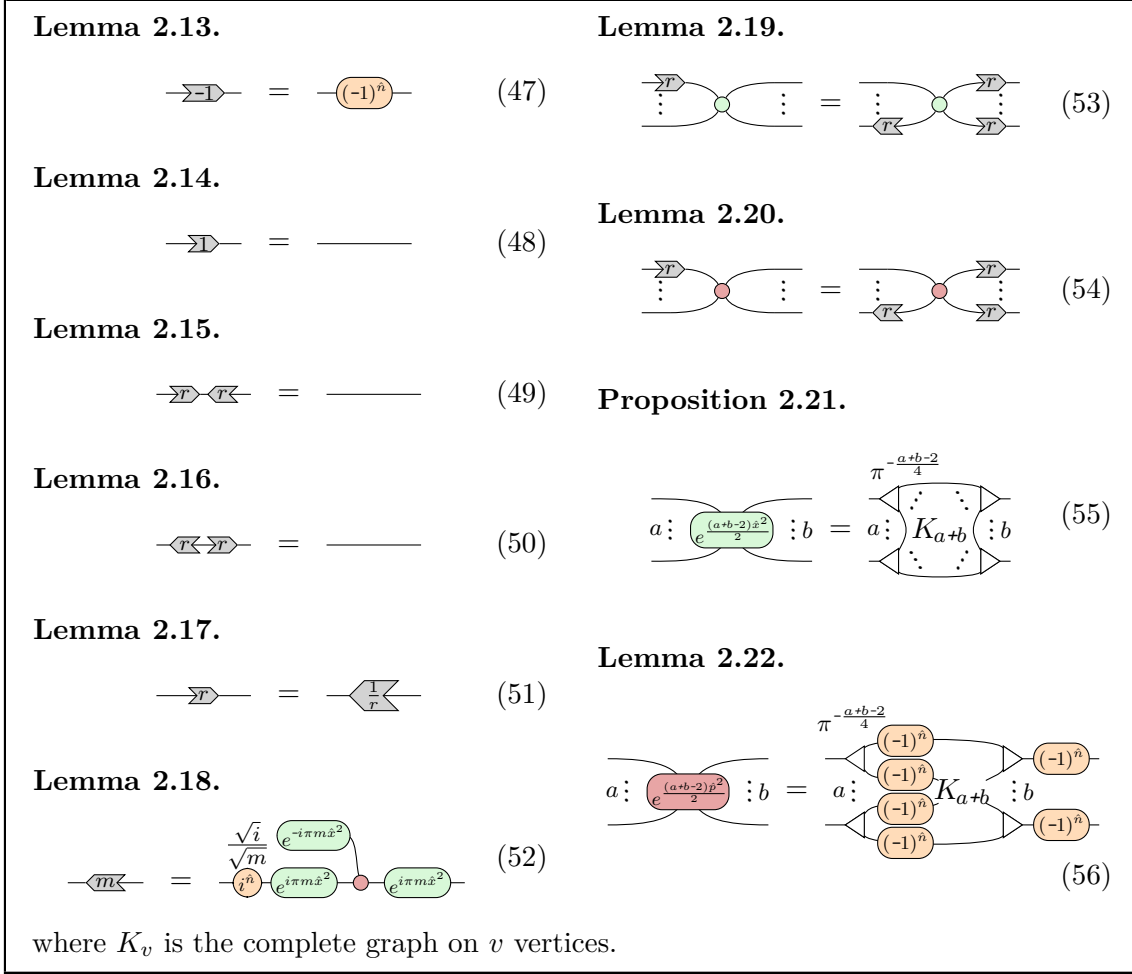 Lemma 2.13.
-1 = (-1)^{n̂} (47)
Lemma 2.14.
1 = (48)
Lemma 2.15.
r r = (49)
Lemma 2.16.
r r = (50)
Lemma 2.17.
r = 1/r (51)
Lemma 2.18.
m = √i/√m i^{n̂} e^{-iπmx̂²} e^{iπmx̂²} e^{iπmx̂²} (52)
where K_v is the complete graph on v vertices.
Lemma 2.19.
r ⋮ ⋮ = ⋮ r r ⋮ r (53)
Lemma 2.20.
r ⋮ ⋮ = ⋮ r r ⋮ r (54)
Proposition 2.21.
a ⋮ e^{(a+b-2)x̂²/2} ⋮ b = π^{-(a+b-2)/4} a ⋮ K_{a+b} ⋮ b (55)
Lemma 2.22.
a ⋮ e^{(a+b-2)p̂²/2} ⋮ b = π^{-(a+b-2)/4} a ⋮ (-1)^{n̂} (-1)^{n̂} (-1)^{n̂} (-1)^{n̂} K_{a+b} ⋮ b (-1)^{n̂} (-1)^{n̂}
(56)